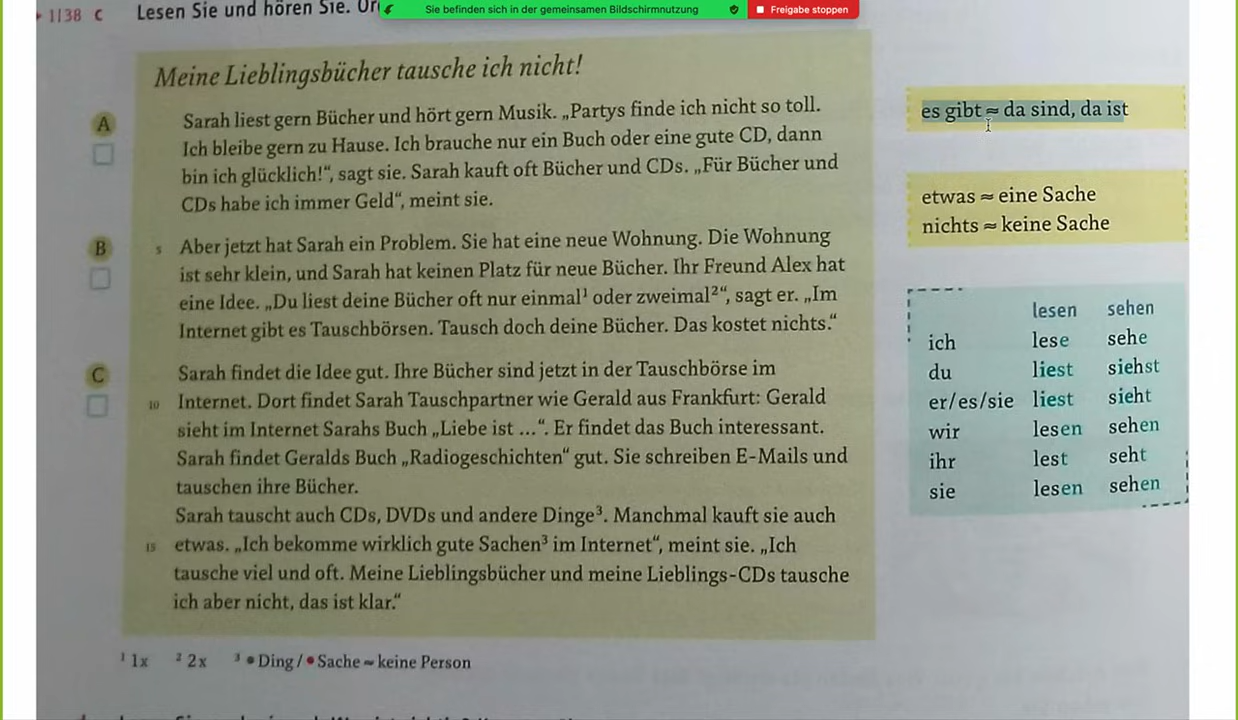 Sie befinden sich in der gemeinsamen Bildschirmnutzung
Freigabe stoppen
1|38 C Lesen Sie und hören Sie.
Meine Lieblingsbücher tausche ich nicht!
A
Sarah liest gern Bücher und hört gern Musik. „Partys finde ich nicht so toll.
Ich bleibe gern zu Hause. Ich brauche nur ein Buch oder eine gute CD, dann
bin ich glücklich!“, sagt sie. Sarah kauft oft Bücher und CDs. „Für Bücher und
CDs habe ich immer Geld“, meint sie.
B
5 Aber jetzt hat Sarah ein Problem. Sie hat eine neue Wohnung. Die Wohnung
ist sehr klein, und Sarah hat keinen Platz für neue Bücher. Ihr Freund Alex hat
eine Idee. „Du liest deine Bücher oft nur einmal¹ oder zweimal²“, sagt er. „Im
Internet gibt es Tauschbörsen. Tausch doch deine Bücher. Das kostet nichts.“
C
Sarah findet die Idee gut. Ihre Bücher sind jetzt in der Tauschbörse im
10 Internet. Dort findet Sarah Tauschpartner wie Gerald aus Frankfurt: Gerald
sieht im Internet Sarahs Buch „Liebe ist ...“. Er findet das Buch interessant.
Sarah findet Geralds Buch „Radiogeschichten“ gut. Sie schreiben E-Mails und
tauschen ihre Bücher.
Sarah tauscht auch CDs, DVDs und andere Dinge³. Manchmal kauft sie auch
15 etwas. „Ich bekomme wirklich gute Sachen³ im Internet“, meint sie. „Ich
tausche viel und oft. Meine Lieblingsbücher und meine Lieblings-CDs tausche
ich aber nicht, das ist klar.“
¹ 1x ² 2x ³ • Ding / • Sache ≈ keine Person
es gibt ≈ da sind, da ist
etwas ≈ eine Sache
nichts ≈ keine Sache
lesen sehen
ich lese sehe
du liest siehst
er/es/sie liest sieht
wir lesen sehen
ihr lest seht
sie lesen sehen